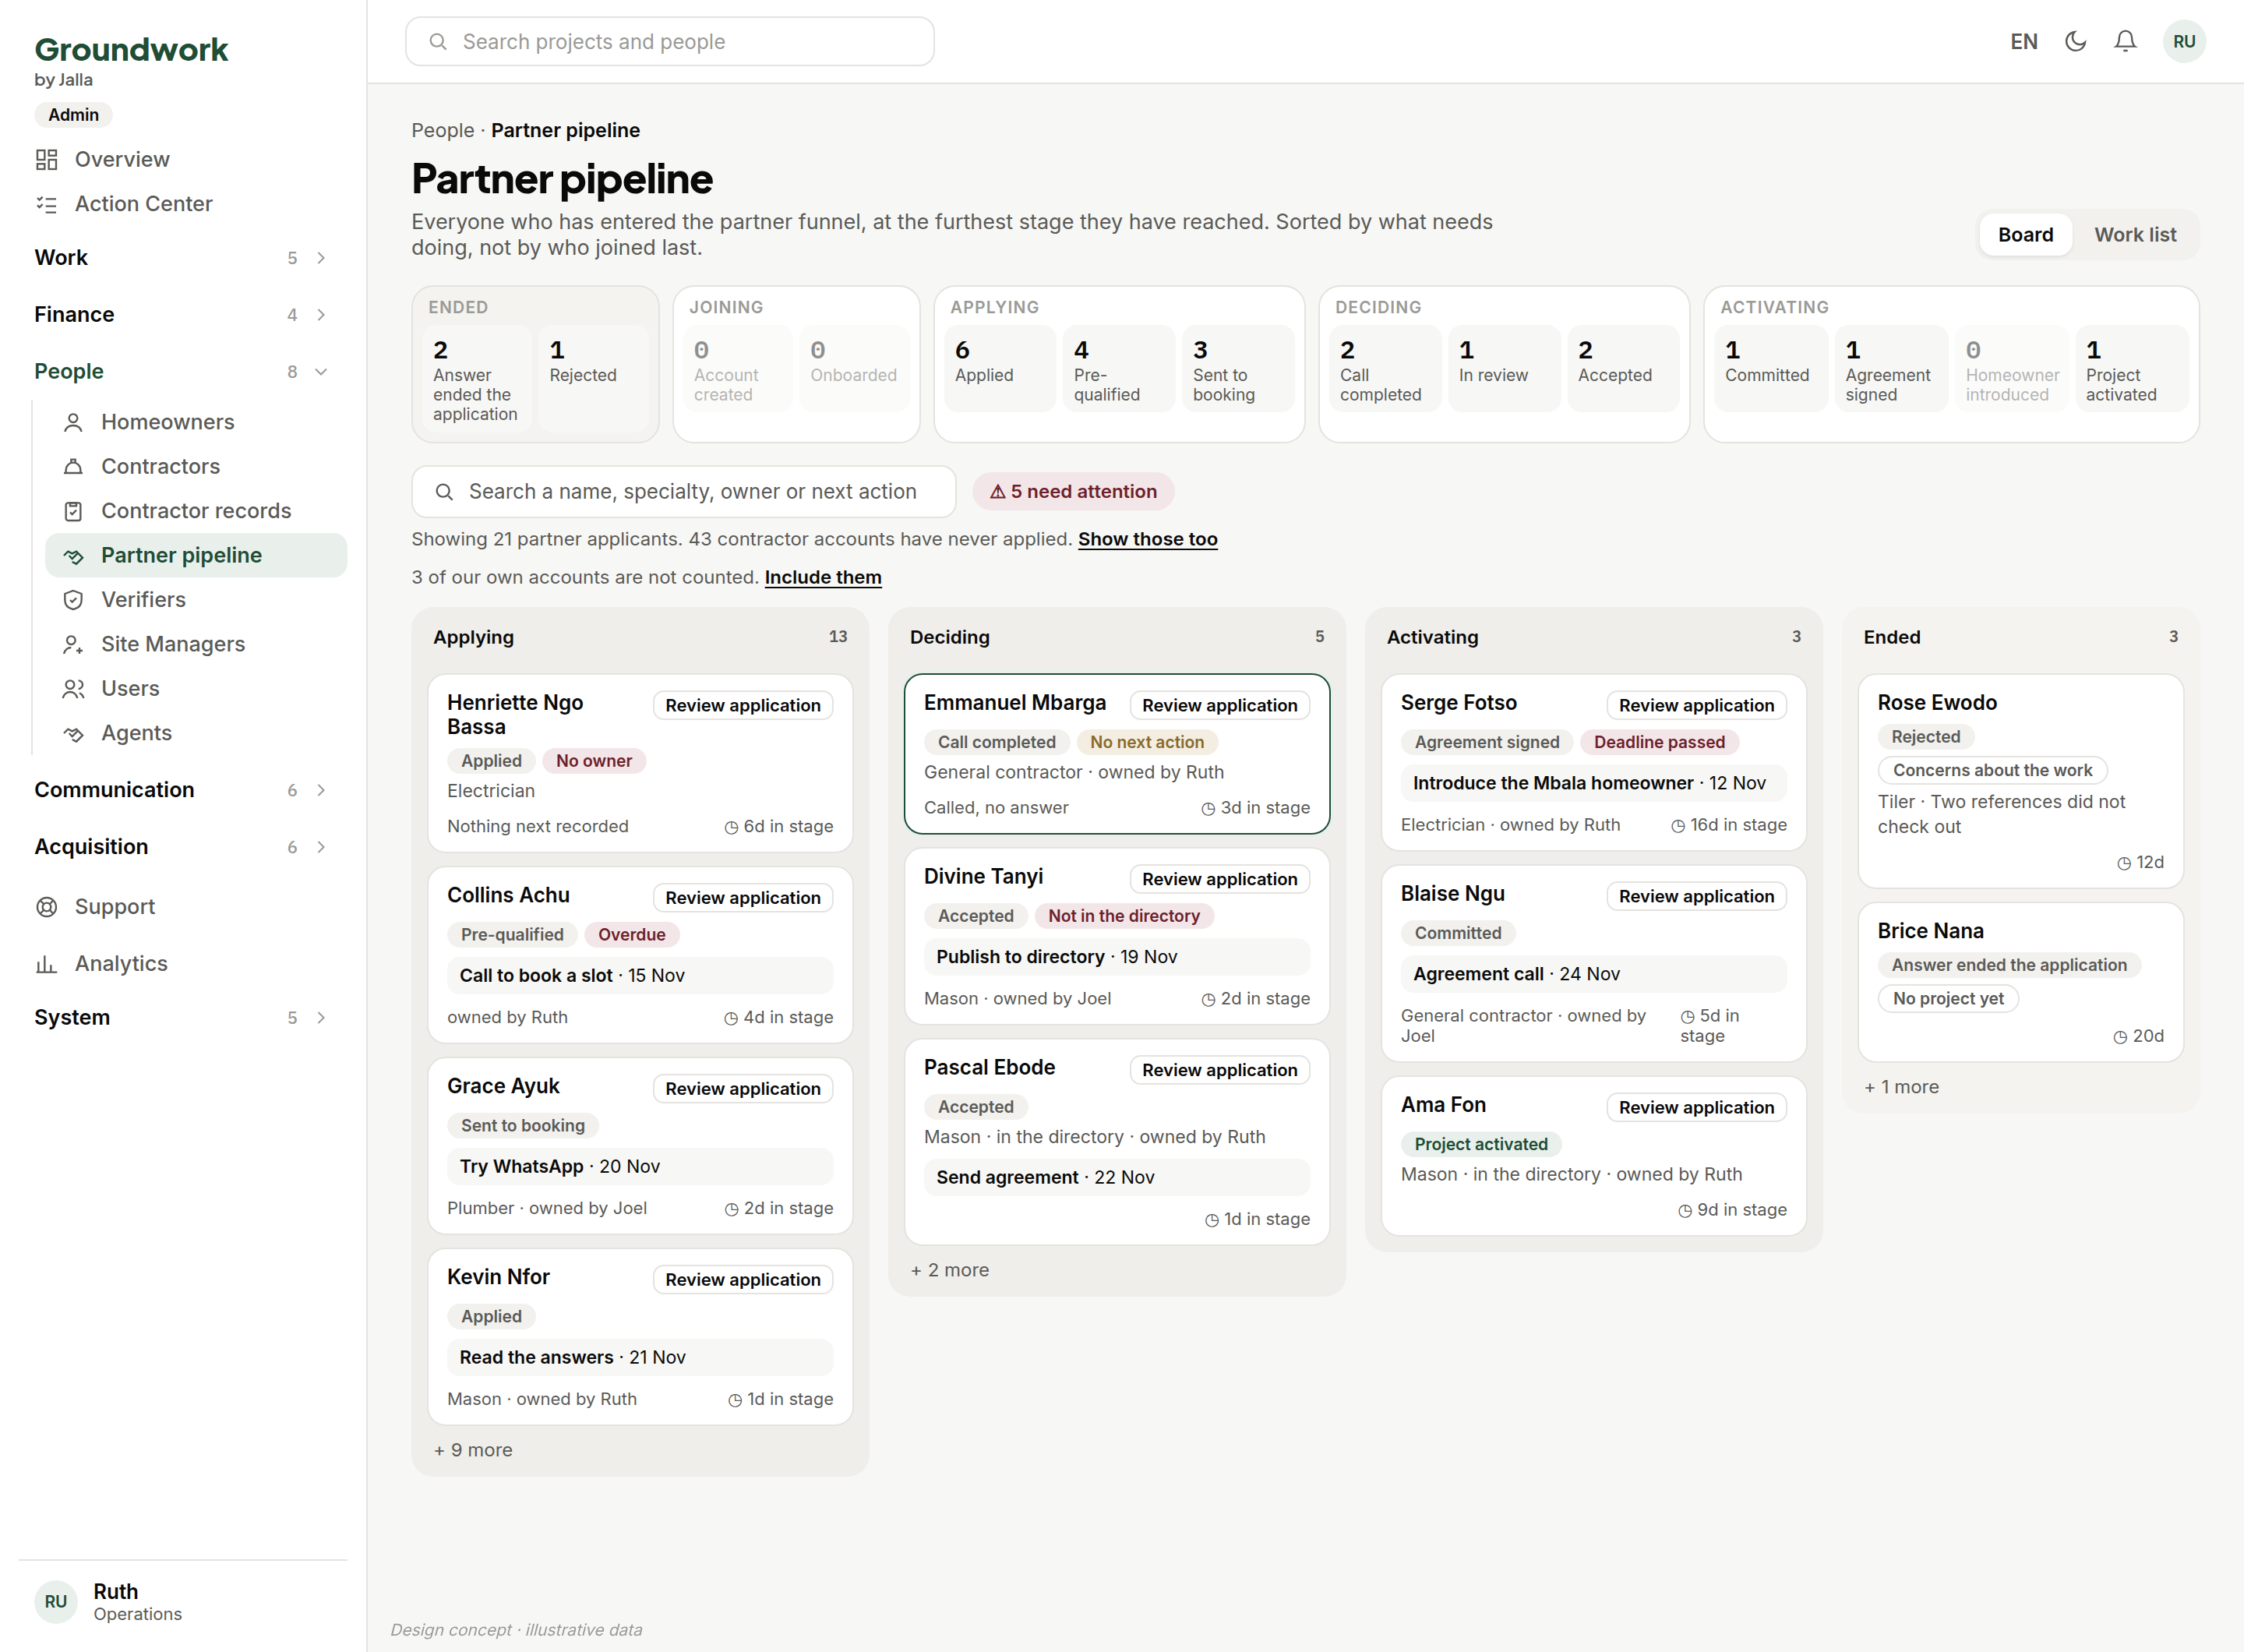 Groundwork
by Jalla
Admin
Overview
Action Center
Work 5
Finance 4
People 8
Homeowners
Contractors
Contractor records
Partner pipeline
Verifiers
Site Managers
Users
Agents
Communication 6
Acquisition 6
Support
Analytics
System 5
RU
Ruth
Operations
Search projects and people
EN
RU
People · Partner pipeline
Partner pipeline
Everyone who has entered the partner funnel, at the furthest stage they have reached. Sorted by what needs
doing, not by who joined last.
Board
Work list
ENDED
2
Answer
ended the
application
1
Rejected
JOINING
0
Account
created
0
Onboarded
APPLYING
6
Applied
4
Pre-
qualified
3
Sent to
booking
DECIDING
2
Call
completed
1
In review
2
Accepted
ACTIVATING
1
Committed
1
Agreement
signed
0
Homeowner
introduced
1
Project
activated
Search a name, specialty, owner or next action
⚠ 5 need attention
Showing 21 partner applicants. 43 contractor accounts have never applied. Show those too
3 of our own accounts are not counted. Include them
Applying 13
Henriette Ngo
Bassa
Review application
Applied
No owner
Electrician
Nothing next recorded
◷ 6d in stage
Collins Achu
Review application
Pre-qualified
Overdue
Call to book a slot · 15 Nov
owned by Ruth
◷ 4d in stage
Grace Ayuk
Review application
Sent to booking
Try WhatsApp · 20 Nov
Plumber · owned by Joel
◷ 2d in stage
Kevin Nfor
Review application
Applied
Read the answers · 21 Nov
Mason · owned by Ruth
◷ 1d in stage
+ 9 more
Deciding 5
Emmanuel Mbarga
Review application
Call completed
No next action
General contractor · owned by Ruth
Called, no answer
◷ 3d in stage
Divine Tanyi
Review application
Accepted
Not in the directory
Publish to directory · 19 Nov
Mason · owned by Joel
◷ 2d in stage
Pascal Ebode
Review application
Accepted
Mason · in the directory · owned by Ruth
Send agreement · 22 Nov
◷ 1d in stage
+ 2 more
Activating 3
Serge Fotso
Review application
Agreement signed
Deadline passed
Introduce the Mbala homeowner · 12 Nov
Electrician · owned by Ruth
◷ 16d in stage
Blaise Ngu
Review application
Committed
Agreement call · 24 Nov
General contractor · owned by
Joel
◷ 5d in
stage
Ama Fon
Review application
Project activated
Mason · in the directory · owned by Ruth
◷ 9d in stage
Ended 3
Rose Ewodo
Rejected
Concerns about the work
Tiler · Two references did not
check out
◷ 12d
Brice Nana
Answer ended the application
No project yet
◷ 20d
+ 1 more
Design concept · illustrative data